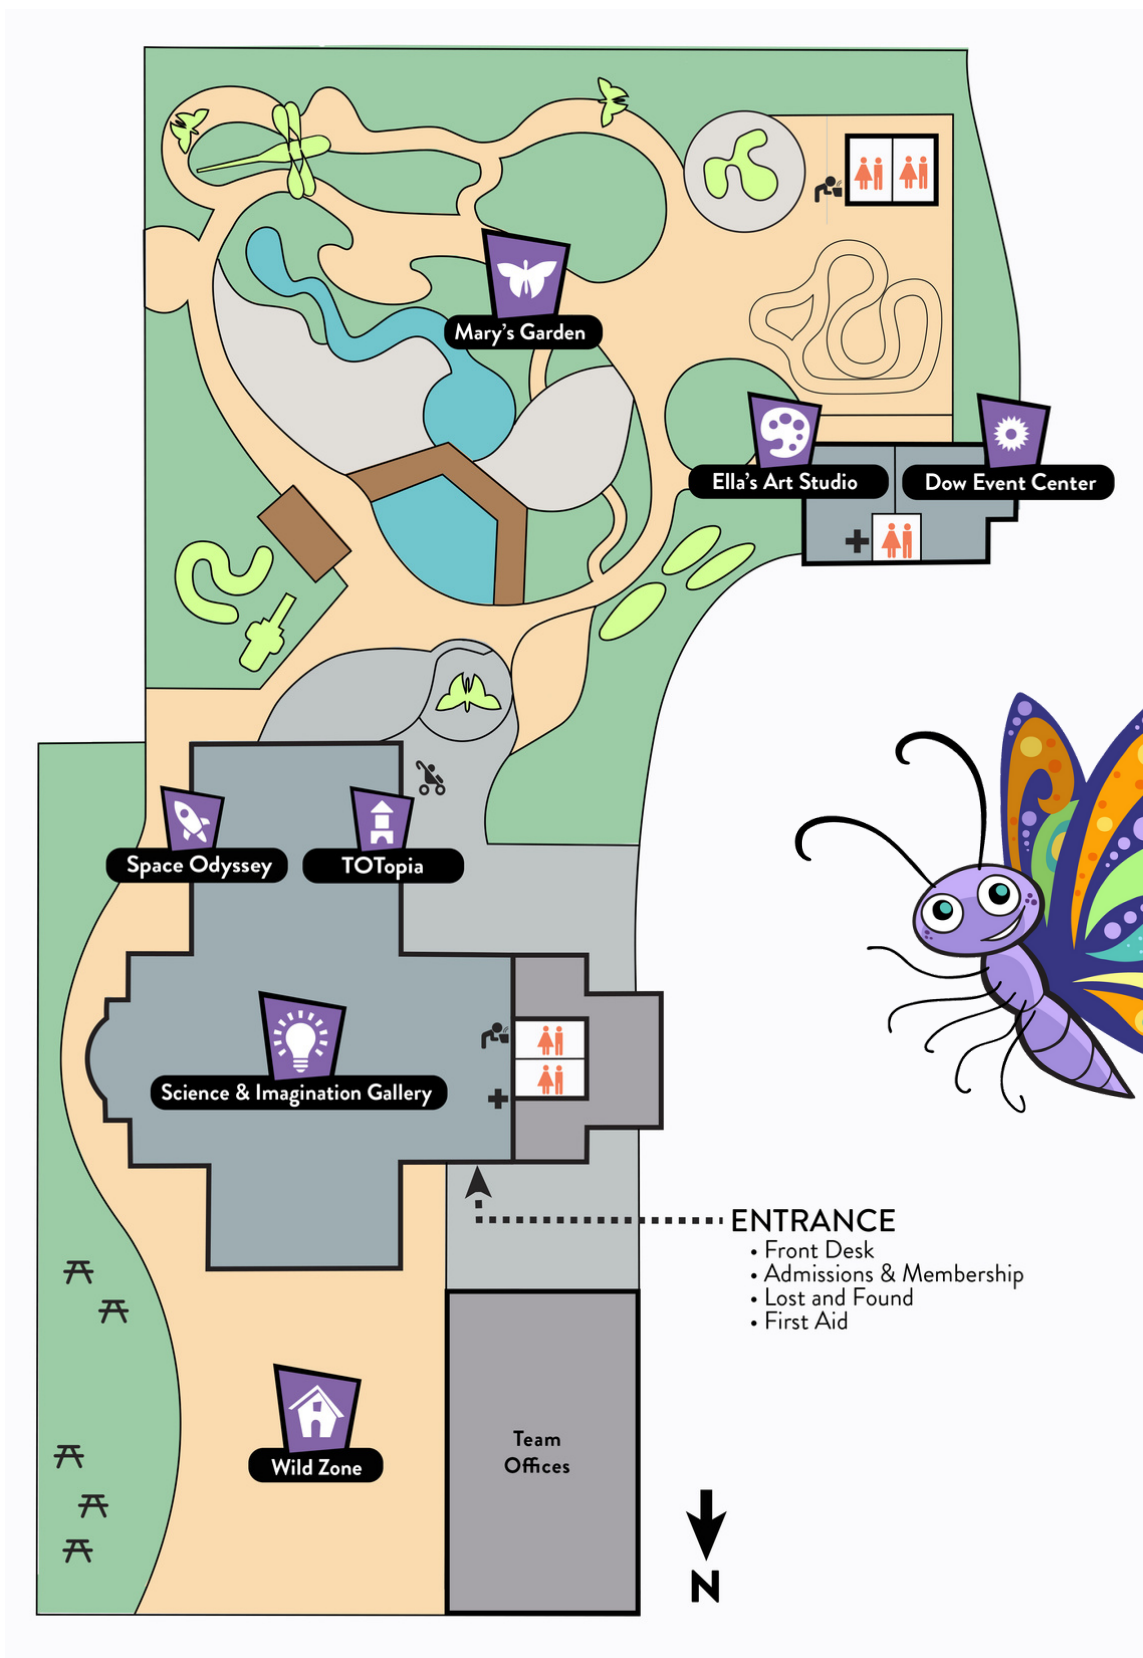 Mary's Garden
Ella's Art Studio
Dow Event Center
Space Odyssey
TOTopia
Science & Imagination Gallery
ENTRANCE
• Front Desk
• Admissions & Membership
• Lost and Found
• First Aid
Wild Zone
Team
Offices
N